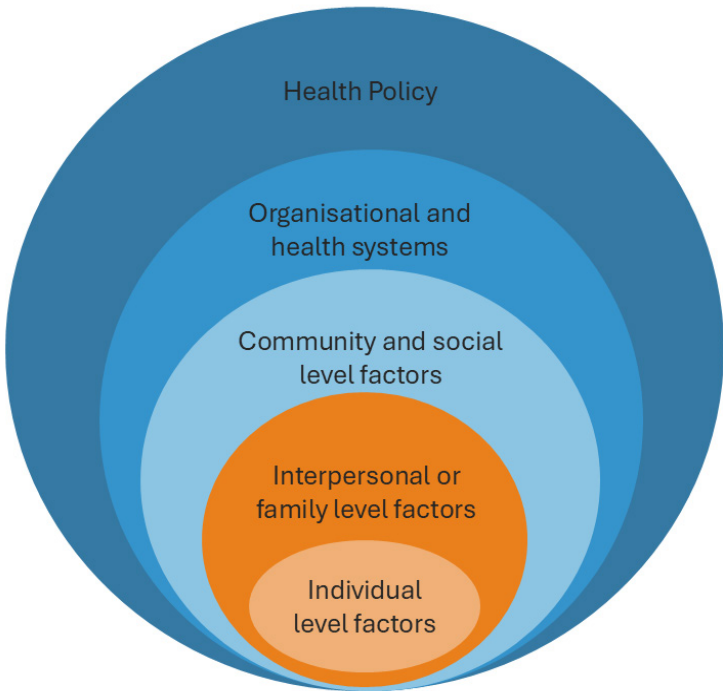 Health Policy
Organisational and
health systems
Community and social
level factors
Interpersonal or
family level factors
Individual
level factors